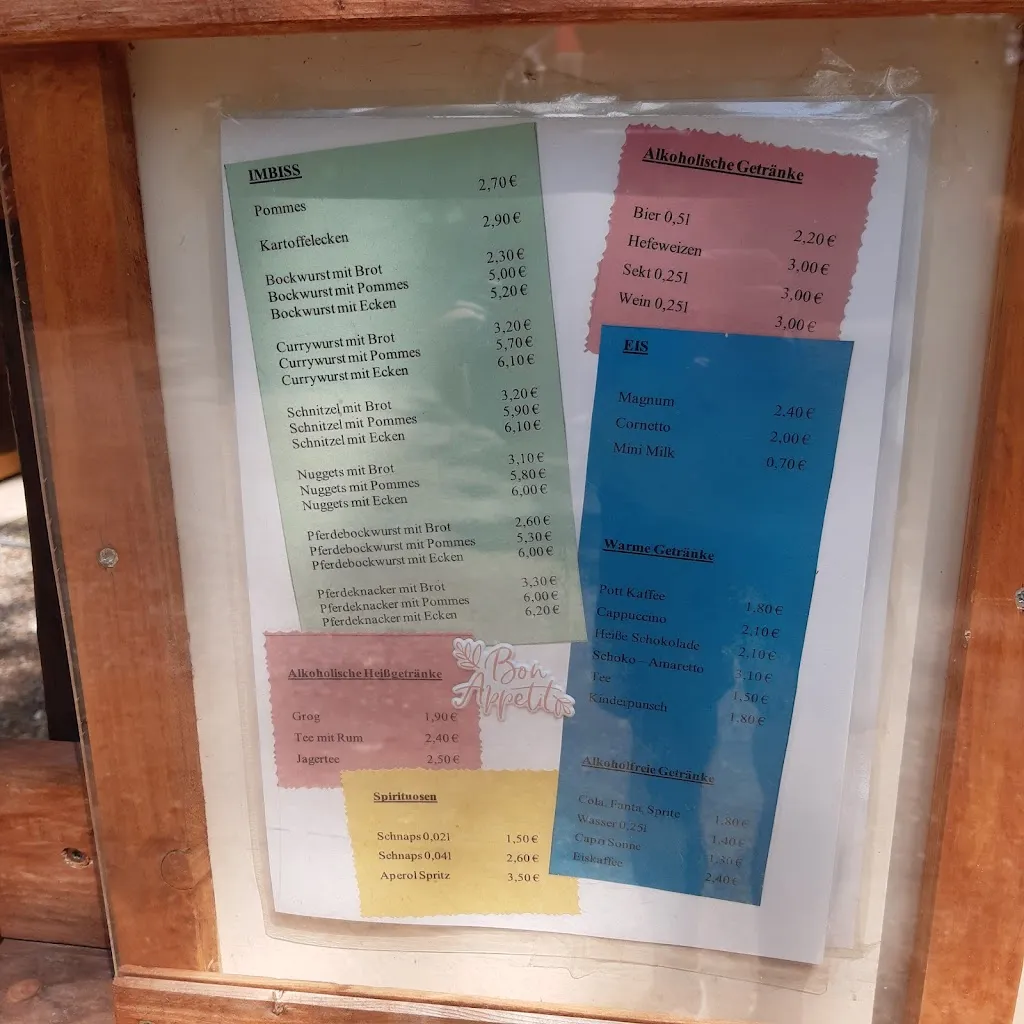 IMBISS
Pommes 2,70 €
Kartoffelecken 2,90 €
Bockwurst mit Brot 2,30 €
Bockwurst mit Pommes 5,00 €
Bockwurst mit Ecken 5,20 €
Currywurst mit Brot 3,20 €
Currywurst mit Pommes 5,70 €
Currywurst mit Ecken 6,10 €
Schnitzel mit Brot 3,20 €
Schnitzel mit Pommes 5,90 €
Schnitzel mit Ecken 6,10 €
Nuggets mit Brot 3,10 €
Nuggets mit Pommes 5,80 €
Nuggets mit Ecken 6,00 €
Pferdebockwurst mit Brot 2,60 €
Pferdebockwurst mit Pommes 5,30 €
Pferdebockwurst mit Ecken 6,00 €
Pferdeknacker mit Brot 3,30 €
Pferdeknacker mit Pommes 6,00 €
Pferdeknacker mit Ecken 6,20 €
Alkoholische Heißgetränke
Grog 1,90 €
Tee mit Rum 2,40 €
Jagertee 2,50 €
Bon
Appetit
Spirituosen
Schnaps 0,02l 1,50 €
Schnaps 0,04l 2,60 €
Aperol Spritz 3,50 €
Alkoholische Getränke
Bier 0,5l 2,20 €
Hefeweizen 3,00 €
Sekt 0,25l 3,00 €
Wein 0,25l 3,00 €
EIS
Magnum 2,40 €
Cornetto 2,00 €
Mini Milk 0,70 €
Warme Getränke
Pott Kaffee 1,80 €
Cappuccino 2,10 €
Heiße Schokolade 2,10 €
Schoko – Amaretto 3,10 €
Tee 1,50 €
Kinderpunsch 1,80 €
Alkoholfreie Getränke
Cola, Fanta, Sprite 1,80 €
Wasser 0,25l 1,40 €
Capri Sonne 1,30 €
Eiskaffee 2,40 €